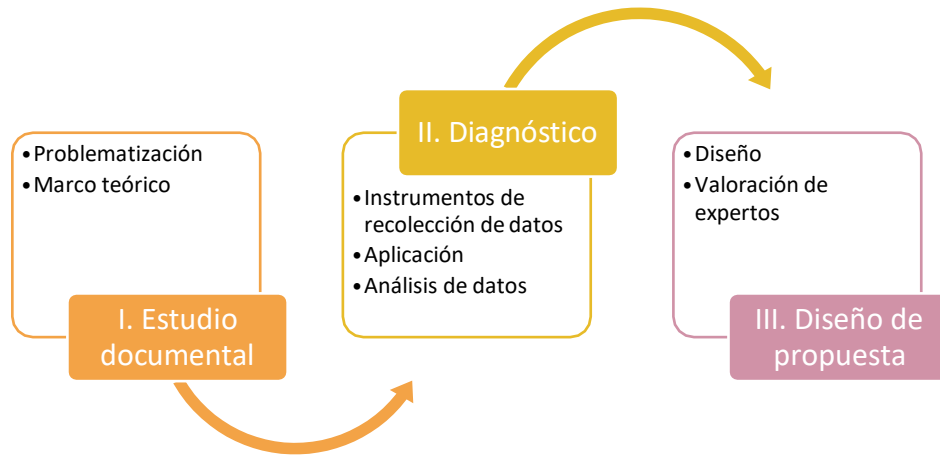 •Problematización
•Marco teórico
I. Estudio
documental
II. Diagnóstico
•Instrumentos de
recolección de datos
•Aplicación
•Análisis de datos
•Diseño
•Valoración de
expertos
III. Diseño de
propuesta